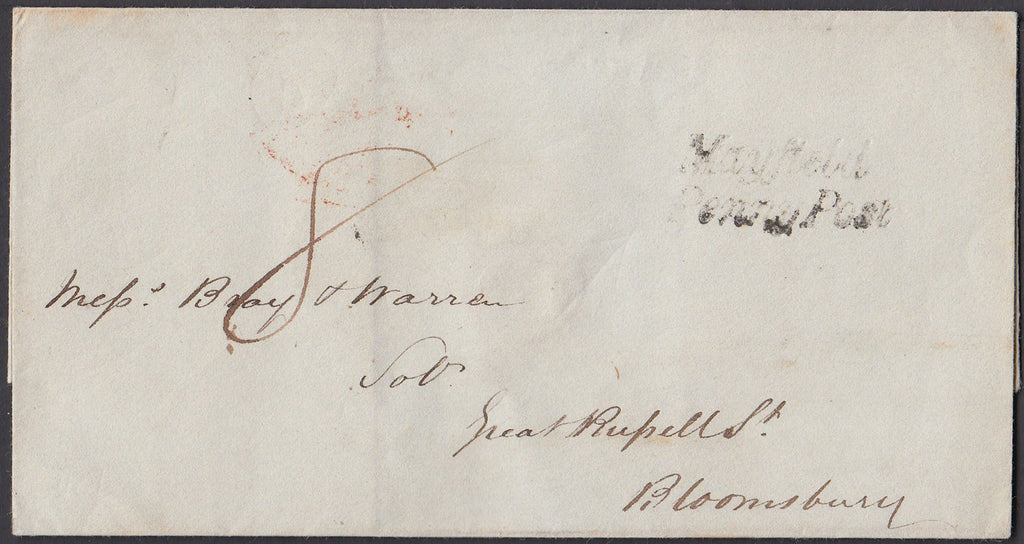 Mayfield
Penny Post
8
Meſs.rs Bray & Warren
Sol.rs
Great Ruſsell St.
Bloomsbury